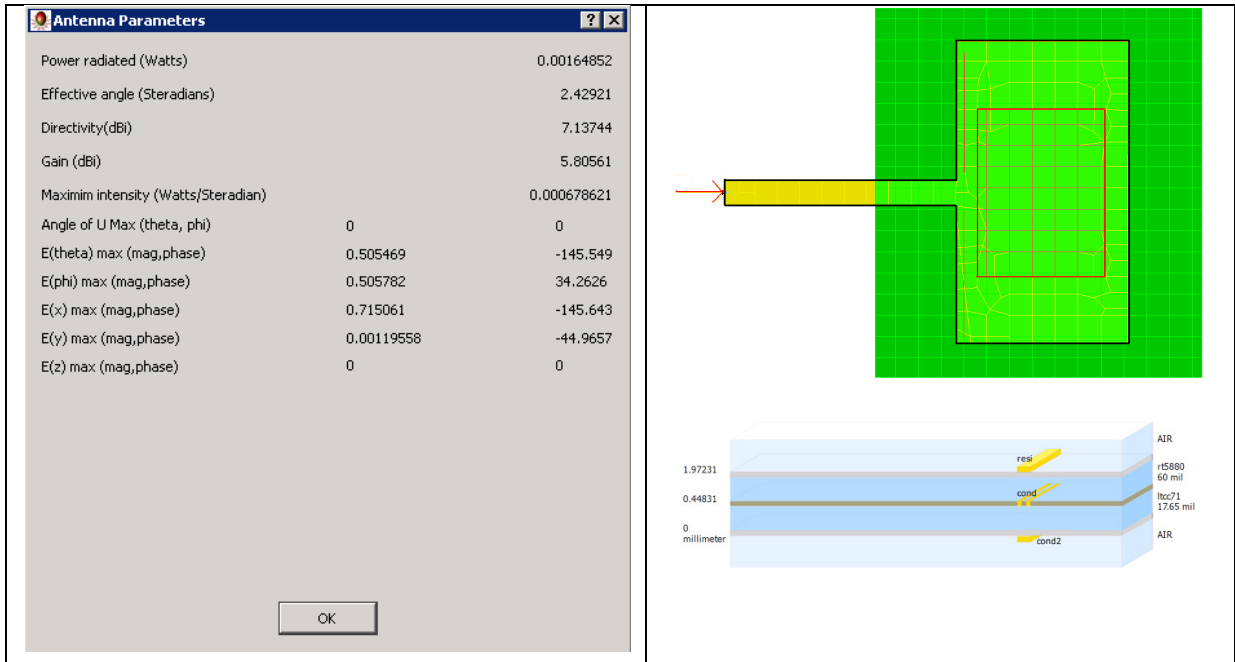 Antenna Parameters
Power radiated (Watts) 0.00164852
Effective angle (Steradians) 2.42921
Directivity(dBi) 7.13744
Gain (dBi) 5.80561
Maximim intensity (Watts/Steradian) 0.000678621
Angle of U Max (theta, phi) 0 0
E(theta) max (mag,phase) 0.505469 -145.549
E(phi) max (mag,phase) 0.505782 34.2626
E(x) max (mag,phase) 0.715061 -145.643
E(y) max (mag,phase) 0.00119558 -44.9657
E(z) max (mag,phase) 0 0
OK
AIR
resi
1.97231
rt5880
60 mil
cond
0.44831
ltcc71
17.65 mil
0
millimeter
AIR
cond2